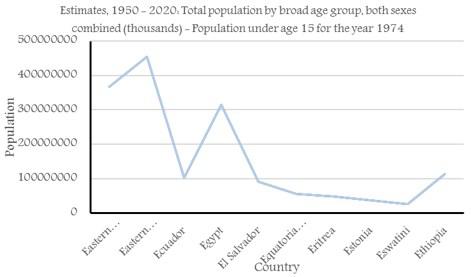 Estimates, 1950 - 2020: Total population by broad age group, both sexes
combined (thousands) - Population under age 15 for the year 1974
500000000
400000000
300000000
200000000
100000000
0
Population
Eastern...
Eastern...
Ecuador
Egypt
El Salvador
Equatoria...
Eritrea
Estonia
Eswatini
Ethiopia
Country